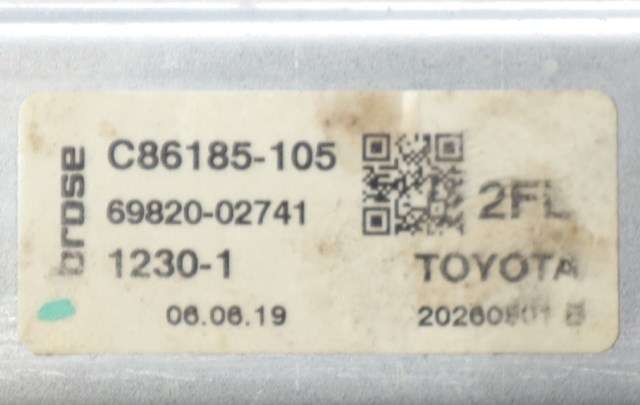 brose
C86185-105
69820-02741
1230-1
06.06.19
2FL
TOYOTA